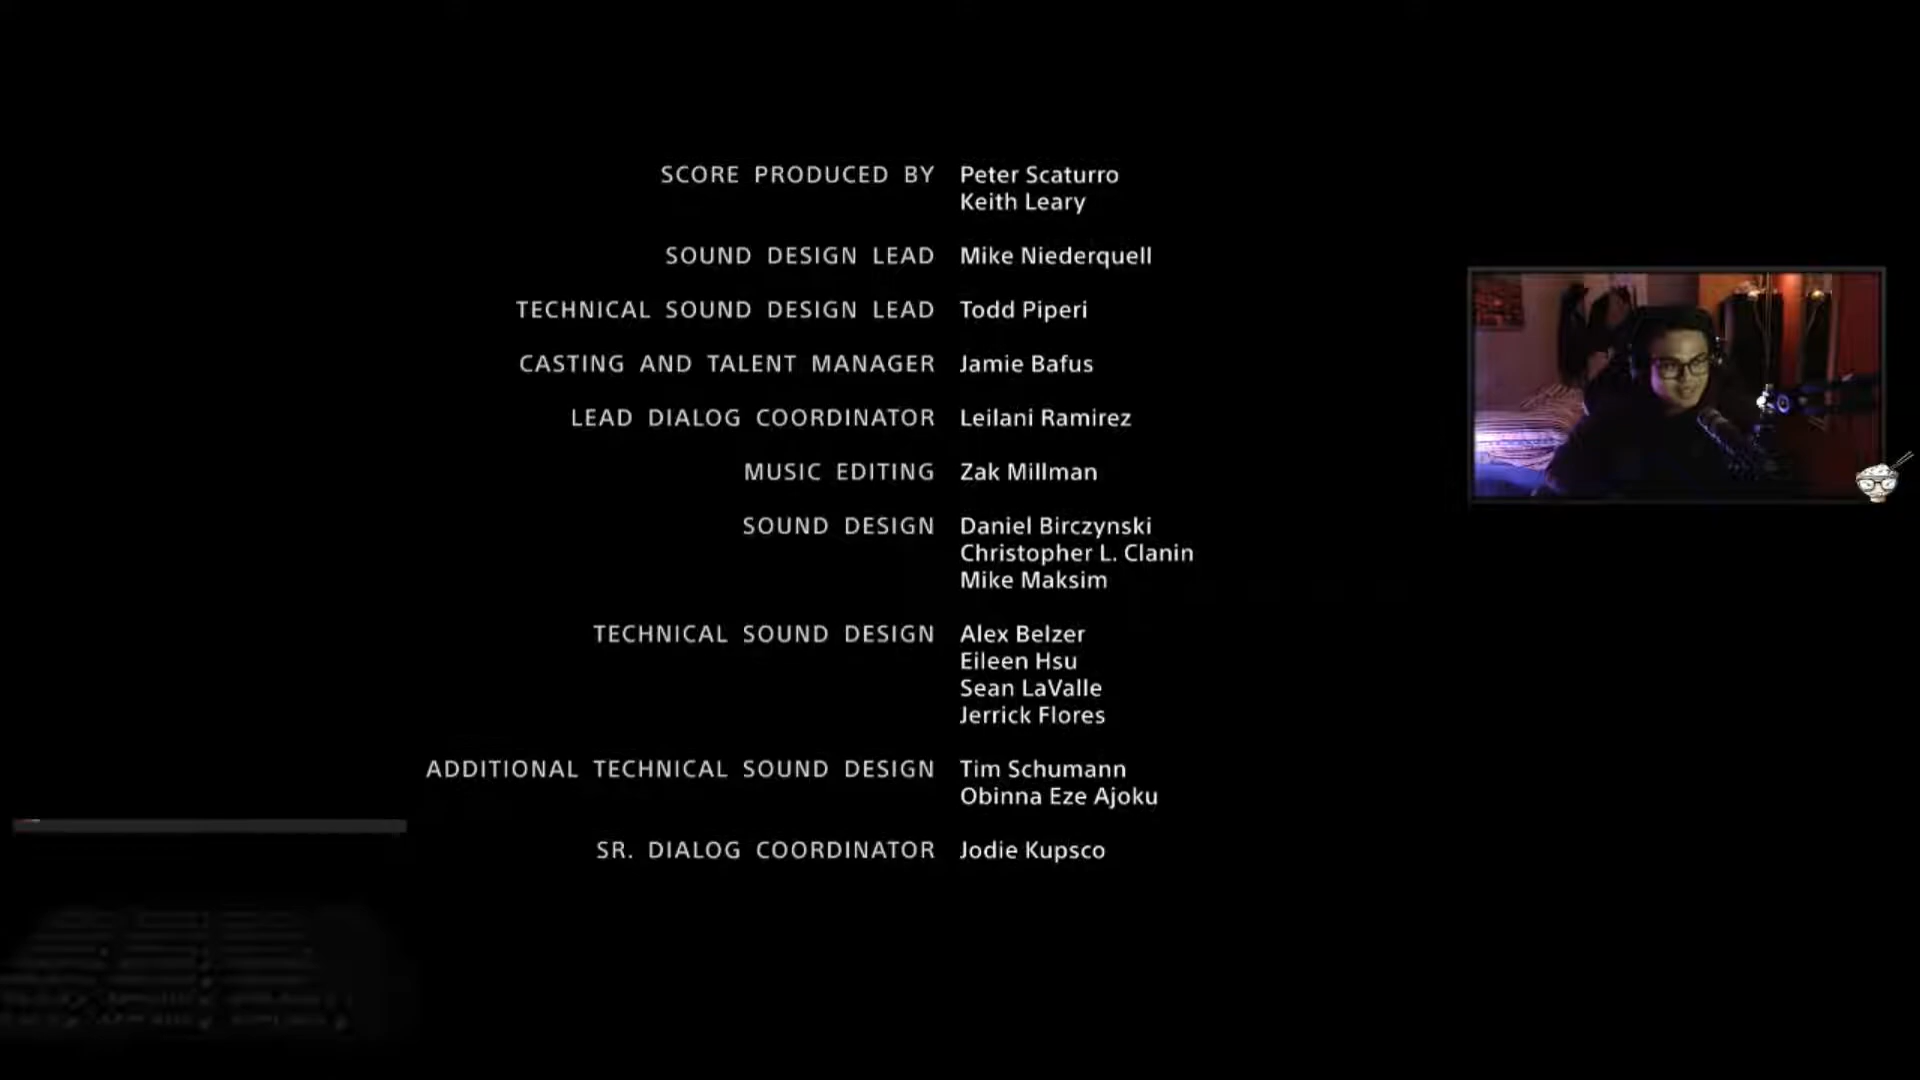 SCORE PRODUCED BY Peter Scaturro
Keith Leary
SOUND DESIGN LEAD Mike Niederquell
TECHNICAL SOUND DESIGN LEAD Todd Piperi
CASTING AND TALENT MANAGER Jamie Bafus
LEAD DIALOG COORDINATOR Leilani Ramirez
MUSIC EDITING Zak Millman
SOUND DESIGN Daniel Birczynski
Christopher L. Clanin
Mike Maksim
TECHNICAL SOUND DESIGN Alex Belzer
Eileen Hsu
Sean LaValle
Jerrick Flores
ADDITIONAL TECHNICAL SOUND DESIGN Tim Schumann
Obinna Eze Ajoku
SR. DIALOG COORDINATOR Jodie Kupsco